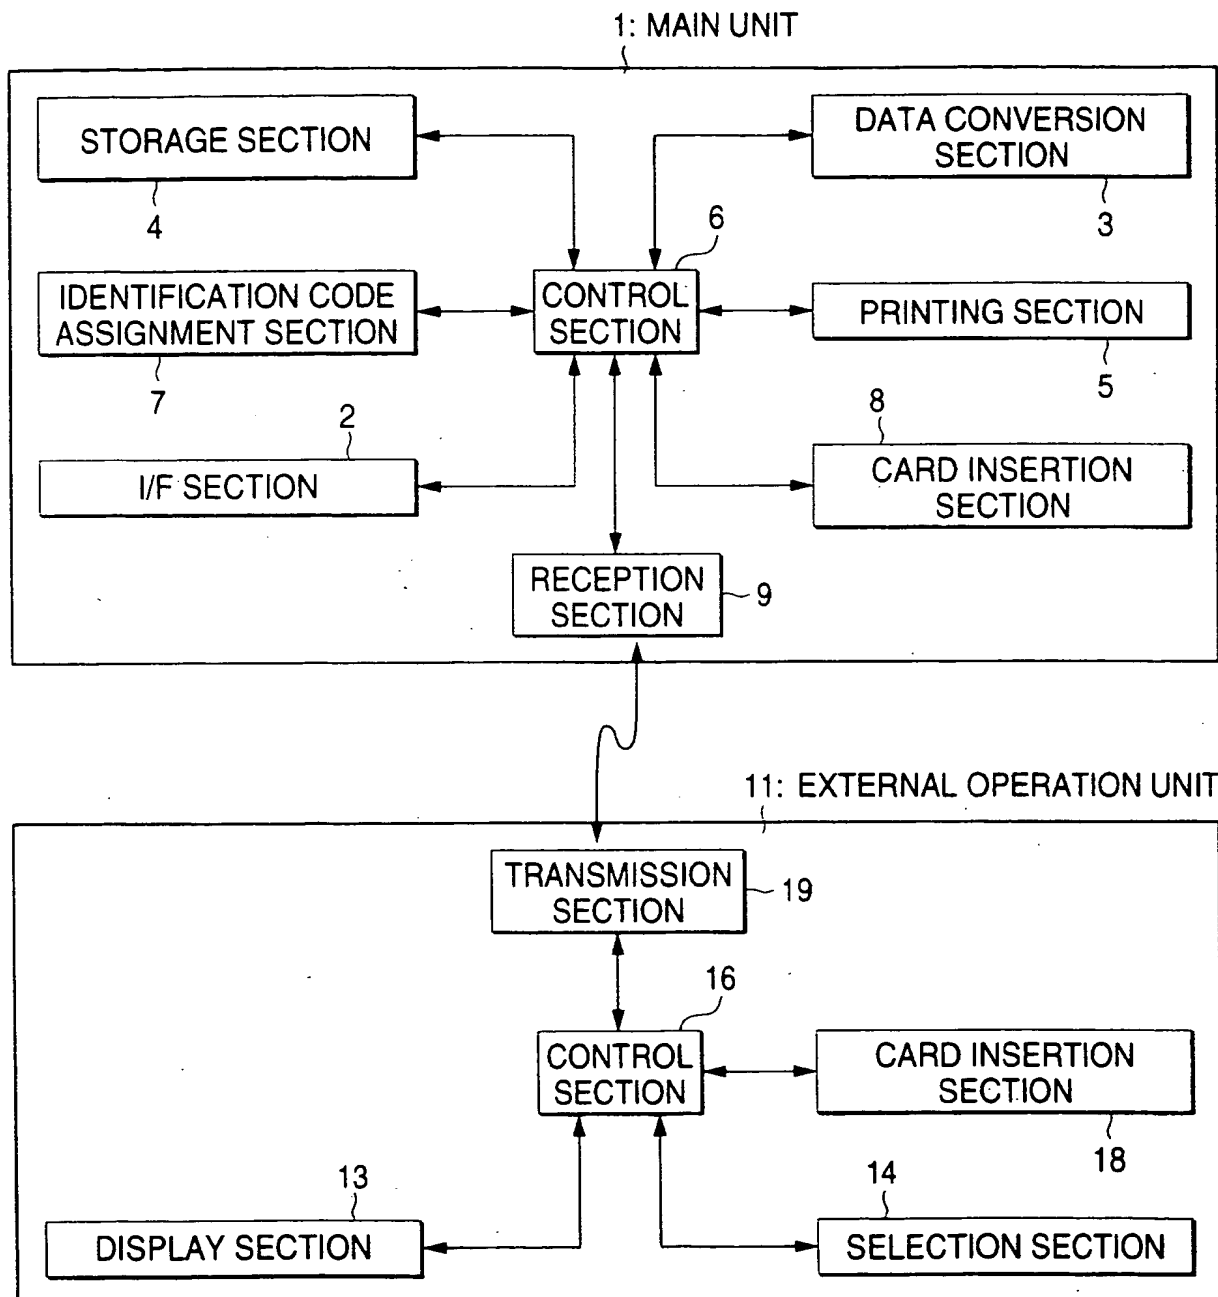 1: MAIN UNIT
STORAGE SECTION
4
DATA CONVERSION
SECTION
3
6
IDENTIFICATION CODE
ASSIGNMENT SECTION
7
CONTROL
SECTION
PRINTING SECTION
5
2
I/F SECTION
8
CARD INSERTION
SECTION
RECEPTION
SECTION
9
11: EXTERNAL OPERATION UNIT
TRANSMISSION
SECTION
19
16
CONTROL
SECTION
CARD INSERTION
SECTION
18
13
DISPLAY SECTION
14
SELECTION SECTION